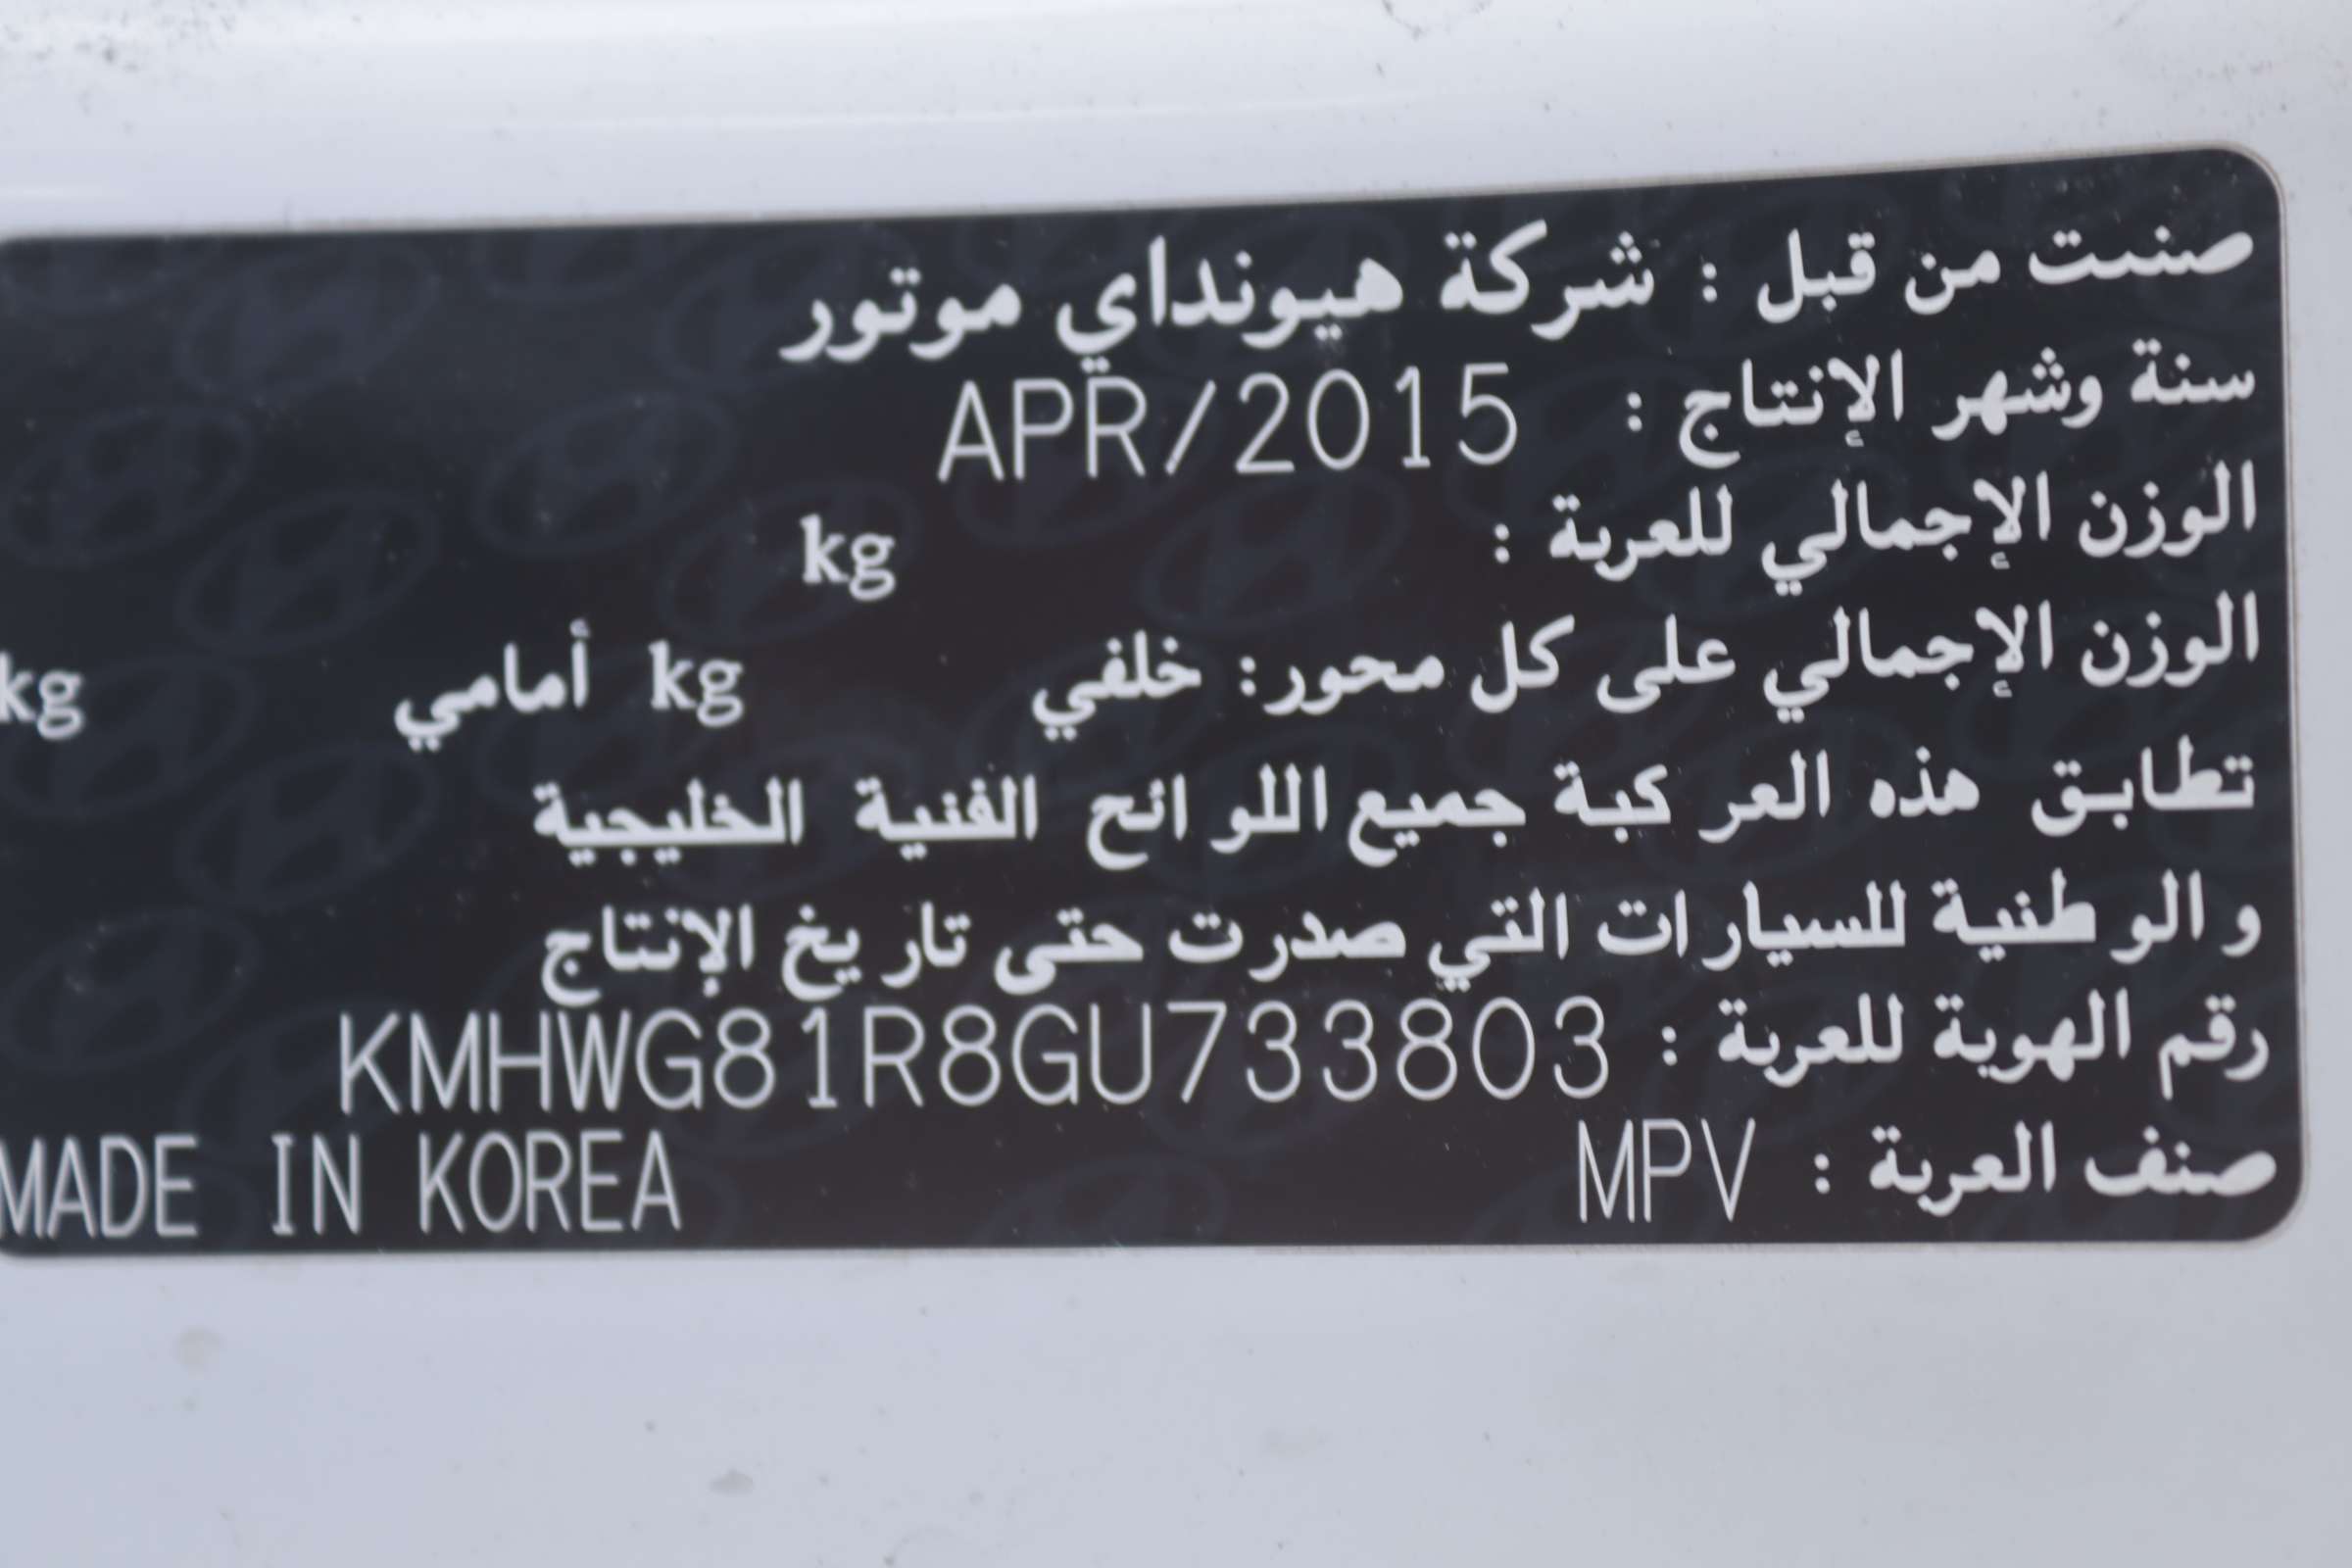 صنىت من قبل : شركة هيونداي موتور
سنة وشهر الإنتاج : APR/2015
الوزن الإجمالي للعربة : kg
الوزن الإجمالي على كل محور: خلفي kg أمامي kg
تطابق هذه العركبة جميع اللوائح الفنية الخليجية
والوطنية للسيارات التي صدرت حتى تاريخ الإنتاج
رقم الهوية للعربة : KMHWG81R8GU733803
صنف العربة : MPV MADE IN KOREA